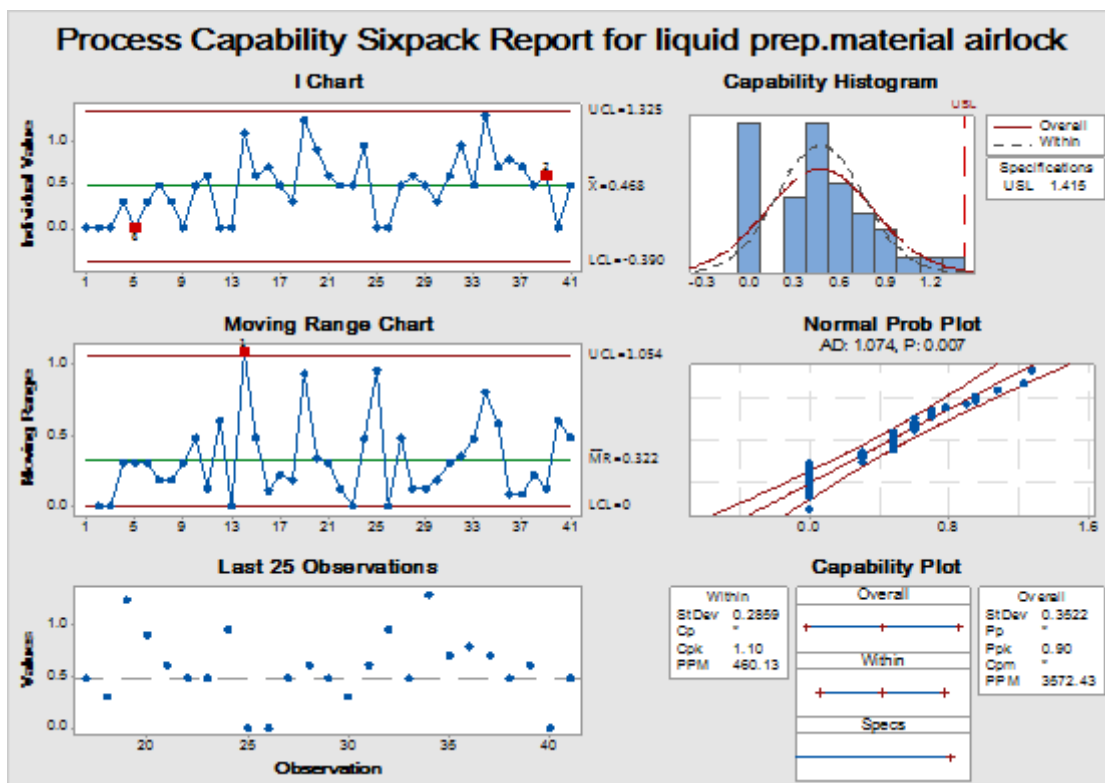 Process Capability Sixpack Report for liquid prep.material airlock
I Chart
Individual Value
1.0
0.5
0.0
UCL=1.325
X̄=0.468
LCL=-0.390
2
1 5 9 13 17 21 25 29 33 37 41
Capability Histogram
USL
Overall
Within
Specifications
USL 1.415
-0.3 0.0 0.3 0.6 0.9 1.2
Moving Range Chart
Moving Range
1.0
0.5
0.0
1
UCL=1.054
M̄R̄=0.322
LCL=0
1 5 9 13 17 21 25 29 33 37 41
Normal Prob Plot
AD: 1.074, P: 0.007
0.0 0.8 1.6
Last 25 Observations
Values
1.0
0.5
0.0
20 25 30 35 40
Observation
Capability Plot
Within
StDev 0.2859
Cp *
Cpk 1.10
PPM 460.13
Overall
Within
Specs
Overall
StDev 0.3522
Pp *
Ppk 0.90
Cpm *
PPM 3572.43